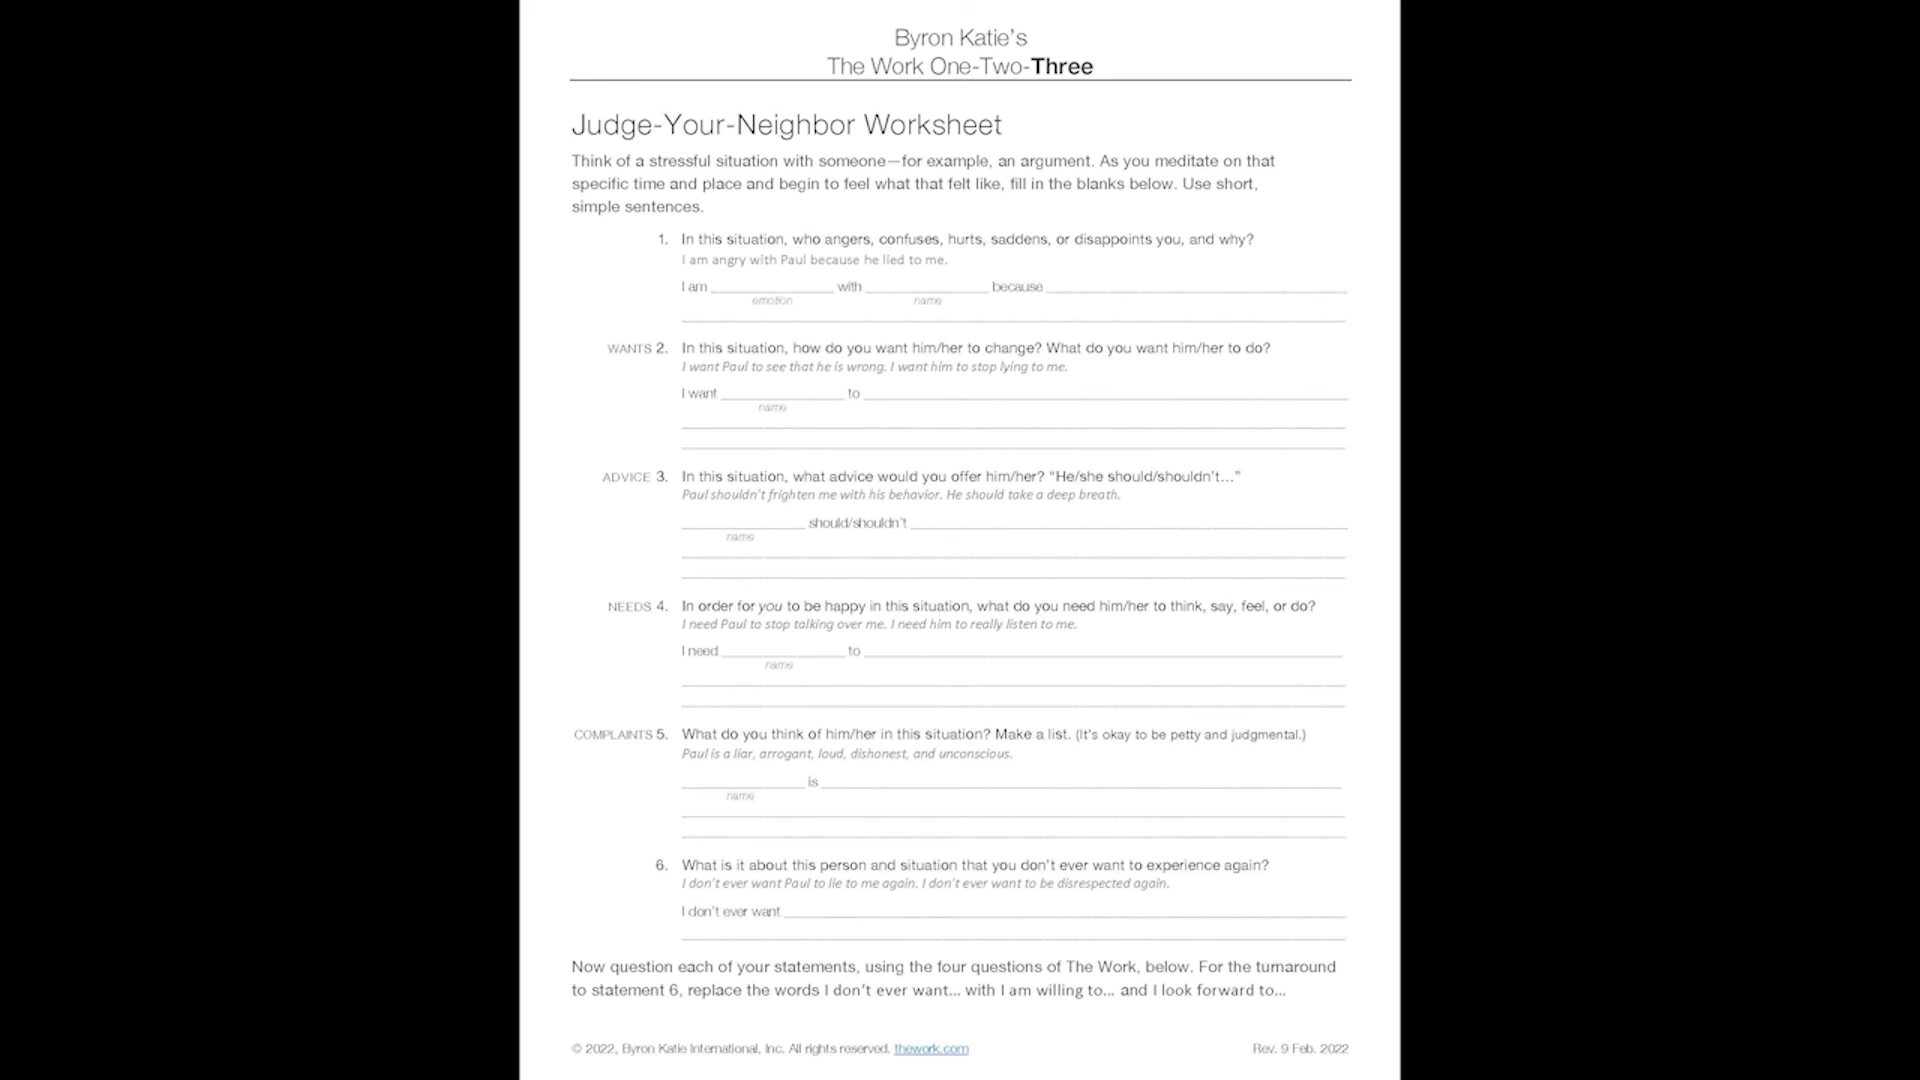 Byron Katie's
The Work One-Two-Three
Judge-Your-Neighbor Worksheet
Think of a stressful situation with someone—for example, an argument. As you meditate on that
specific time and place and begin to feel what that felt like, fill in the blanks below. Use short,
simple sentences.
1. In this situation, who angers, confuses, hurts, saddens, or disappoints you, and why?
I am angry with Paul because he lied to me.
I am ____ with ____ because ____
emotion name
WANTS 2. In this situation, how do you want him/her to change? What do you want him/her to do?
I want Paul to see that he is wrong. I want him to stop lying to me.
I want ____ to ____
name
ADVICE 3. In this situation, what advice would you offer him/her? “He/she should/shouldn't...”
Paul shouldn't frighten me with his behavior. He should take a deep breath.
____ should/shouldn't ____
name
NEEDS 4. In order for you to be happy in this situation, what do you need him/her to think, say, feel, or do?
I need Paul to stop talking over me. I need him to really listen to me.
I need ____ to ____
name
COMPLAINTS 5. What do you think of him/her in this situation? Make a list. (It's okay to be petty and judgmental.)
Paul is a liar, arrogant, loud, dishonest, and unconscious.
____ is ____
name
6. What is it about this person and situation that you don't ever want to experience again?
I don't ever want Paul to lie to me again. I don't ever want to be disrespected again.
I don't ever want ____
Now question each of your statements, using the four questions of The Work, below. For the turnaround
to statement 6, replace the words I don't ever want... with I am willing to... and I look forward to...
© 2022, Byron Katie International, Inc. All rights reserved. thework.com Rev. 9 Feb. 2022